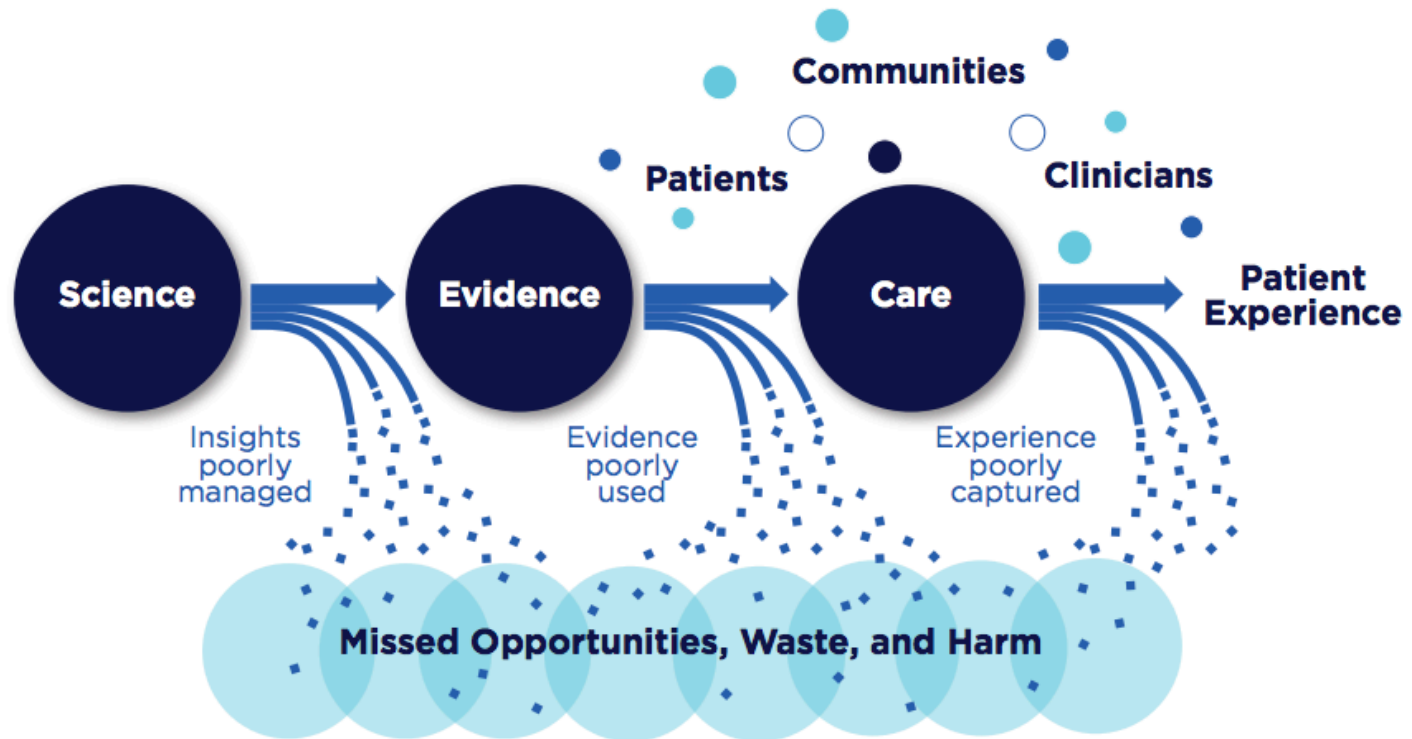 Communities
Patients
Clinicians
Science
Evidence
Care
Patient
Experience
Insights
poorly
managed
Evidence
poorly
used
Experience
poorly
captured
Missed Opportunities, Waste, and Harm